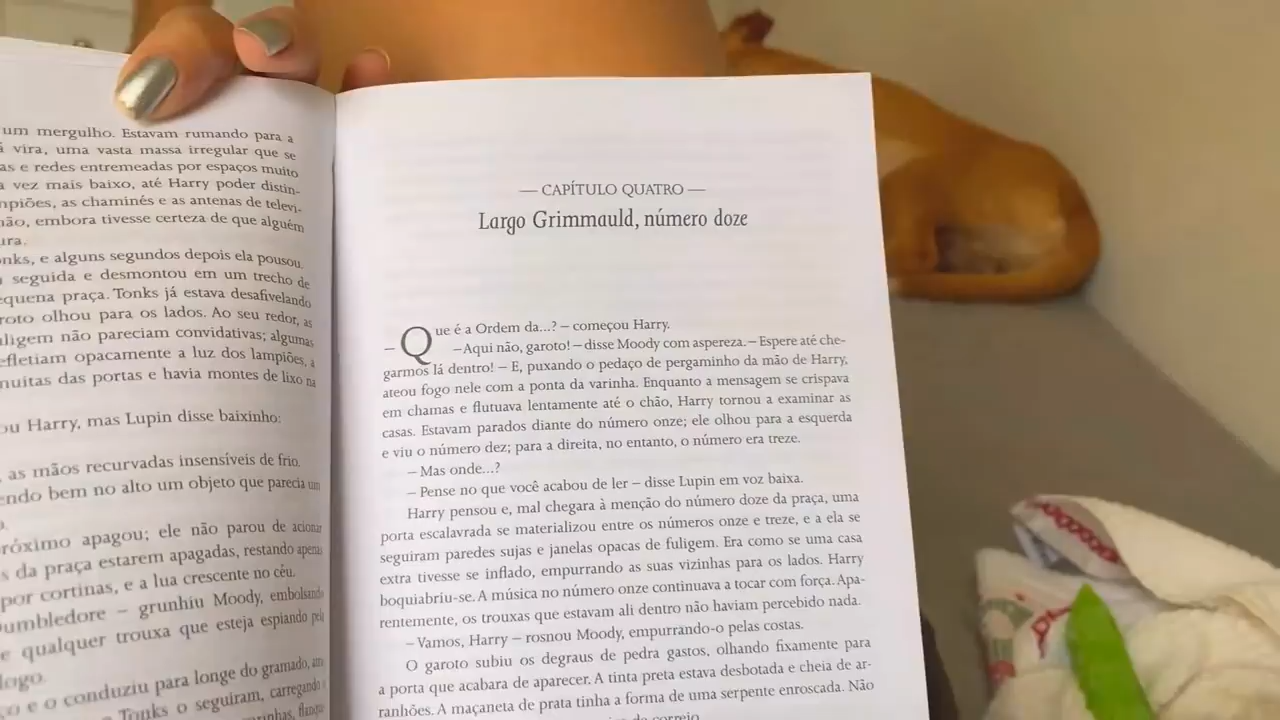 um mergulho. Estavam rumando para a
vira, uma vasta massa irregular que se
as e redes entremeadas por espaços muito
vez mais baixo, até Harry poder distin-
mpiões, as chaminés e as antenas de televi-
não, embora tivesse certeza de que alguém
ura.
onks, e alguns segundos depois ela pousou.
seguida e desmontou em um trecho de
equena praça. Tonks já estava desafivelando
roto olhou para os lados. Ao seu redor, as
uligem não pareciam convidativas; algumas
efletiam opacamente a luz dos lampiões, a
nuitas das portas e havia montes de lixo na
ou Harry, mas Lupin disse baixinho:
, as mãos recurvadas insensíveis de frio.
endo bem no alto um objeto que parecia um
o.
róximo apagou; ele não parou de acionar
s da praça estarem apagadas, restando apenas
por cortinas, e a lua crescente no céu.
umbledore – grunhiu Moody, embolsando
e qualquer trouxa que esteja espiando pela
logo.
ço e o conduziu para longe do gramado,
Tonks o seguiram, carregando
— CAPÍTULO QUATRO —
Largo Grimmauld, número doze
– Que é a Ordem da...? – começou Harry.
– Aqui não, garoto! – disse Moody com aspereza. – Espere até che-
garmos lá dentro! – E, puxando o pedaço de pergaminho da mão de Harry,
ateou fogo nele com a ponta da varinha. Enquanto a mensagem se crispava
em chamas e flutuava lentamente até o chão, Harry tornou a examinar as
casas. Estavam parados diante do número onze; ele olhou para a esquerda
e viu o número dez; para a direita, no entanto, o número era treze.
– Mas onde...?
– Pense no que você acabou de ler – disse Lupin em voz baixa.
Harry pensou e, mal chegara à menção do número doze da praça, uma
porta escalavrada se materializou entre os números onze e treze, e a ela se
seguiram paredes sujas e janelas opacas de fuligem. Era como se uma casa
extra tivesse se inflado, empurrando as suas vizinhas para os lados. Harry
boquiabriu-se. A música no número onze continuava a tocar com força. Apa-
rentemente, os trouxas que estavam ali dentro não haviam percebido nada.
– Vamos, Harry – rosnou Moody, empurrando-o pelas costas.
O garoto subiu os degraus de pedra gastos, olhando fixamente para
a porta que acabara de aparecer. A tinta preta estava desbotada e cheia de ar-
ranhões. A maçaneta de prata tinha a forma de uma serpente enroscada. Não